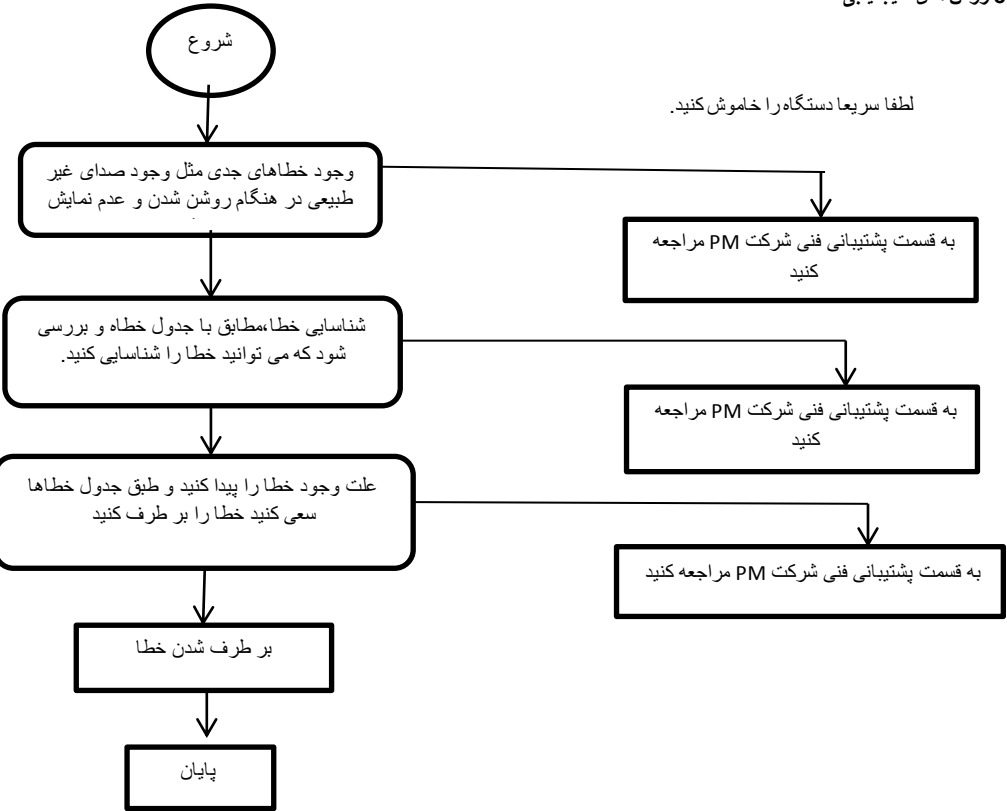 شروع
لطفا سریعا دستگاه را خاموش کنید.
وجود خطاهای جدی مثل وجود صدای غیر
طبیعی در هنگام روشن شدن و عدم نمایش
به قسمت پشتیبانی فنی شرکت PM مراجعه
کنید
شناسایی خطا،مطابق با جدول خطاه و بررسی
شود که می توانید خطا را شناسایی کنید.
به قسمت پشتیبانی فنی شرکت PM مراجعه
کنید
علت وجود خطا را پیدا کنید و طبق جدول خطاها
سعی کنید خطا را بر طرف کنید
به قسمت پشتیبانی فنی شرکت PM مراجعه کنید
بر طرف شدن خطا
پایان